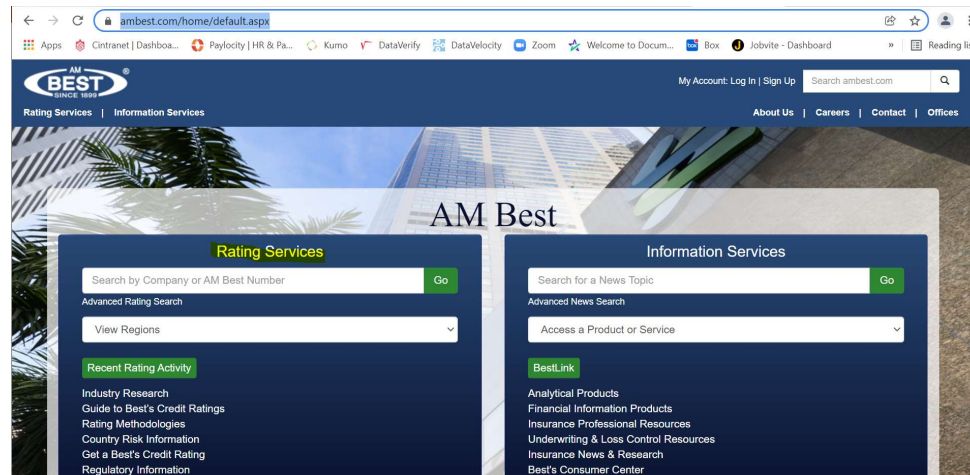 ambest.com/home/default.aspx
Apps Cintranet | Dashboa... Paylocity | HR & Pa... Kumo DataVerify DataVelocity Zoom Welcome to Docum... box Box Jobvite - Dashboard » Reading lis
AM
BEST ®
SINCE 1899
My Account: Log In | Sign Up Search ambest.com
Rating Services | Information Services
About Us | Careers | Contact | Offices
AM Best
Rating Services
Search by Company or AM Best Number Go
Advanced Rating Search
View Regions
Recent Rating Activity
Industry Research
Guide to Best's Credit Ratings
Rating Methodologies
Country Risk Information
Get a Best's Credit Rating
Regulatory Information
Information Services
Search for a News Topic Go
Advanced News Search
Access a Product or Service
BestLink
Analytical Products
Financial Information Products
Insurance Professional Resources
Underwriting & Loss Control Resources
Insurance News & Research
Best's Consumer Center